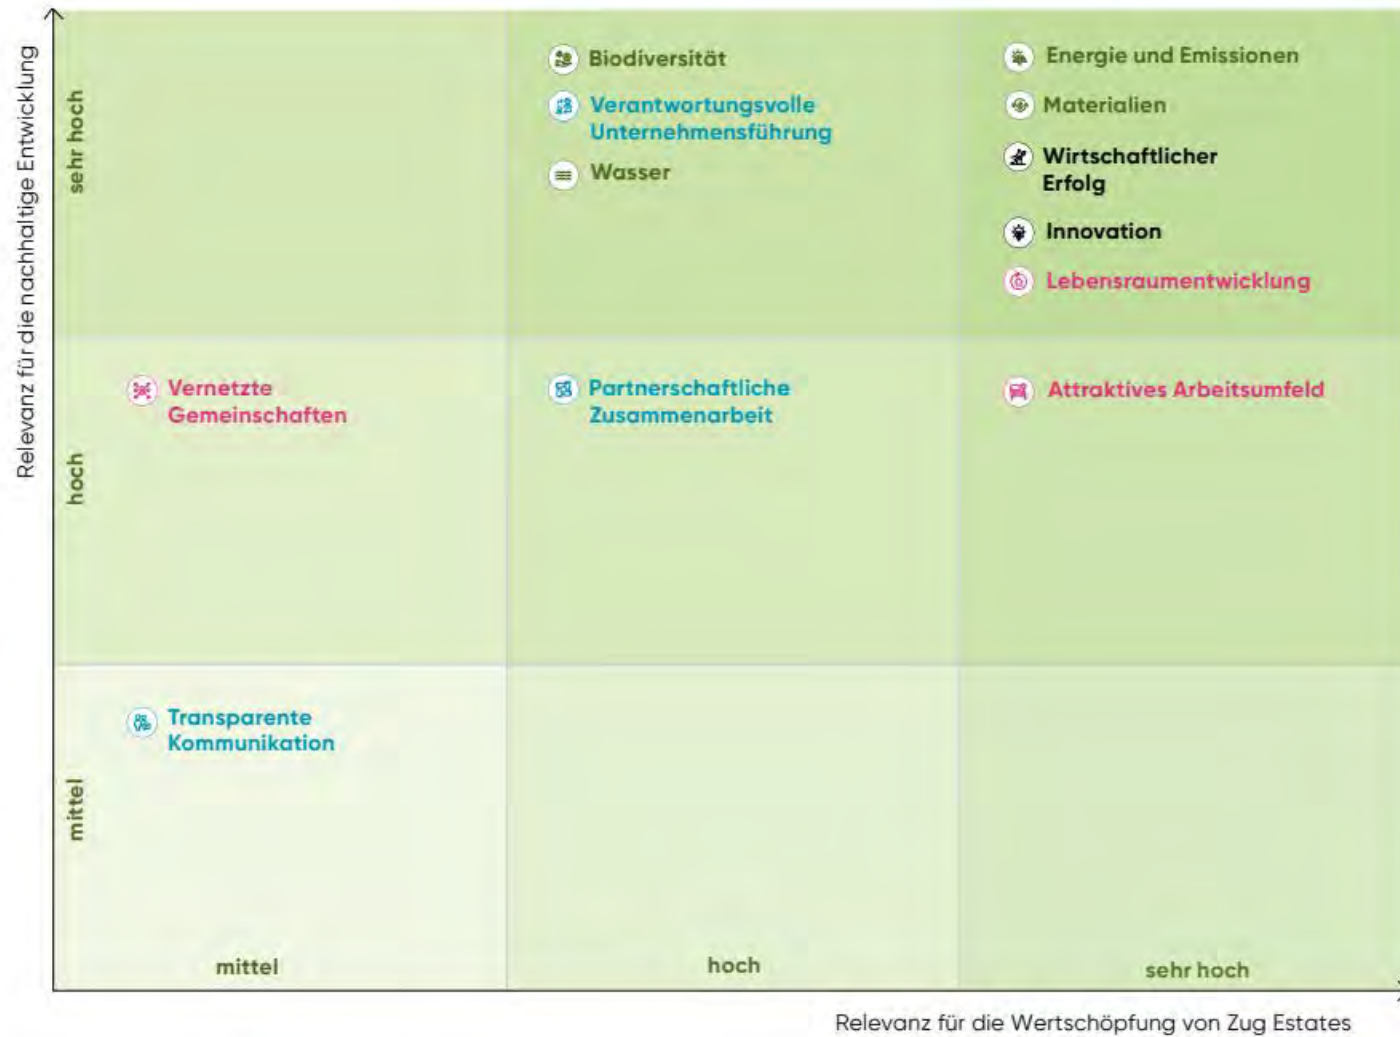 Relevanz für die nachhaltige Entwicklung
sehr hoch
Biodiversität
Verantwortungsvolle
Unternehmensführung
Wasser
Energie und Emissionen
Materialien
Wirtschaftlicher
Erfolg
Innovation
Lebensraumentwicklung
hoch
Vernetzte
Gemeinschaften
Partnerschaftliche
Zusammenarbeit
Attraktives Arbeitsumfeld
mittel
Transparente
Kommunikation
mittel
hoch
sehr hoch
Relevanz für die Wertschöpfung von Zug Estates